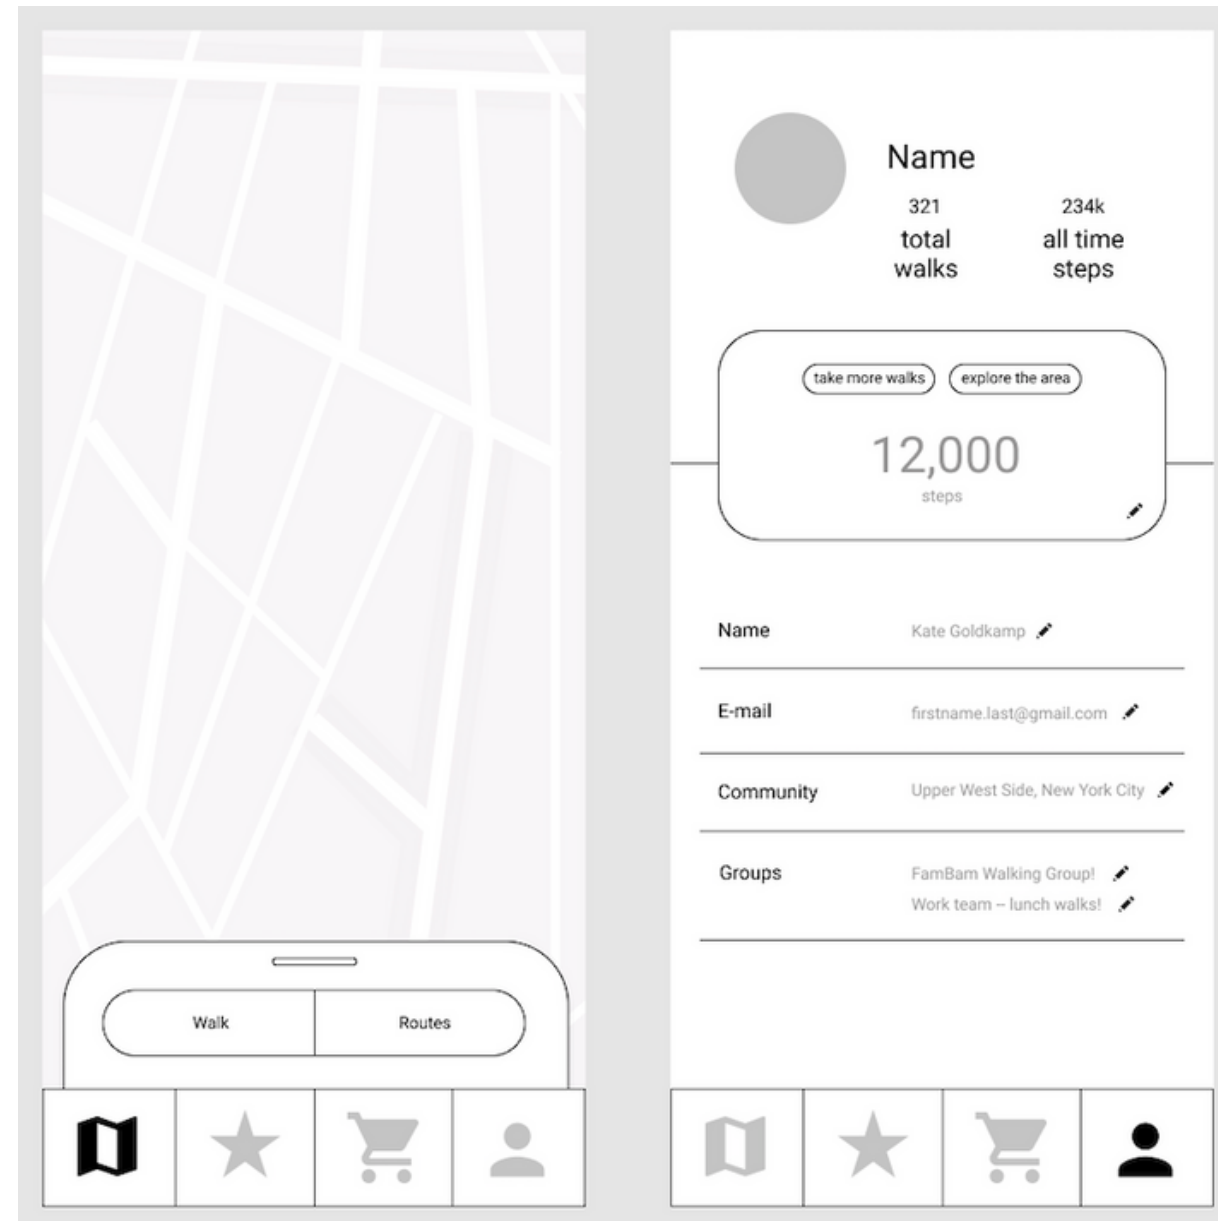 Walk
Routes
Name
321
total
walks
234k
all time
steps
take more walks
explore the area
12,000
steps
Name
Kate Goldkamp
E-mail
firstname.last@gmail.com
Community
Upper West Side, New York City
Groups
FamBam Walking Group!
Work team – lunch walks!